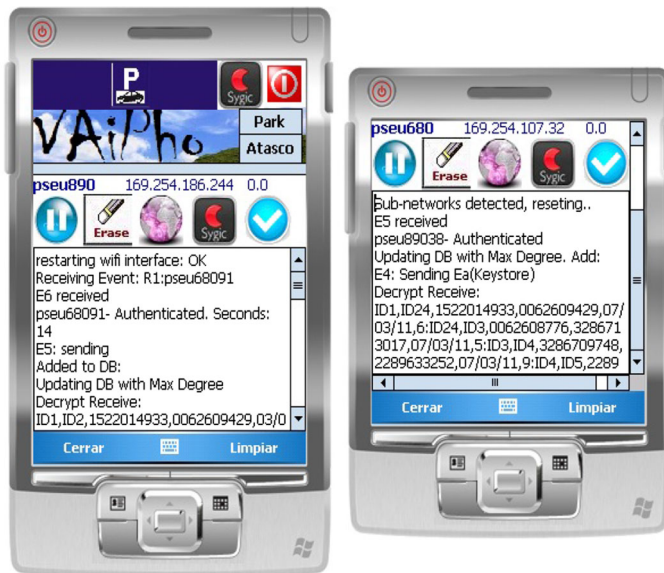 P
Sygic
VAiPho
Park
Atasco
pseu890 169.254.186.244 0.0
Erase
Sygic
restarting wifi interface: OK
Receiving Event: R1:pseu68091
E6 received
pseu68091- Authenticated. Seconds:
14
E5: sending
Added to DB:
Updating DB with Max Degree
Decrypt Receive:
ID1,ID2,1522014933,0062609429,03/0
Cerrar Limpiar
pseu680 169.254.107.32 0.0
Erase
Sygic
Sub-networks detected, reseting..
E5 received
pseu89038- Authenticated
Updating DB with Max Degree. Add:
E4: Sending Ea(Keystore)
Decrypt Receive:
ID1,ID24,1522014933,0062609429,07/
03/11,6:ID24,ID3,0062608776,328671
3017,07/03/11,5:ID3,ID4,3286709748,
2289633252,07/03/11,9:ID4,ID5,2289
Cerrar Limpiar